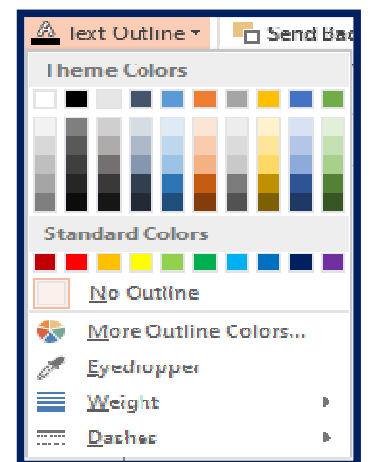 Text Outline Send Bac
Theme Colors
Standard Colors
No Outline
More Outline Colors...
Eyedropper
Weight
Dashes